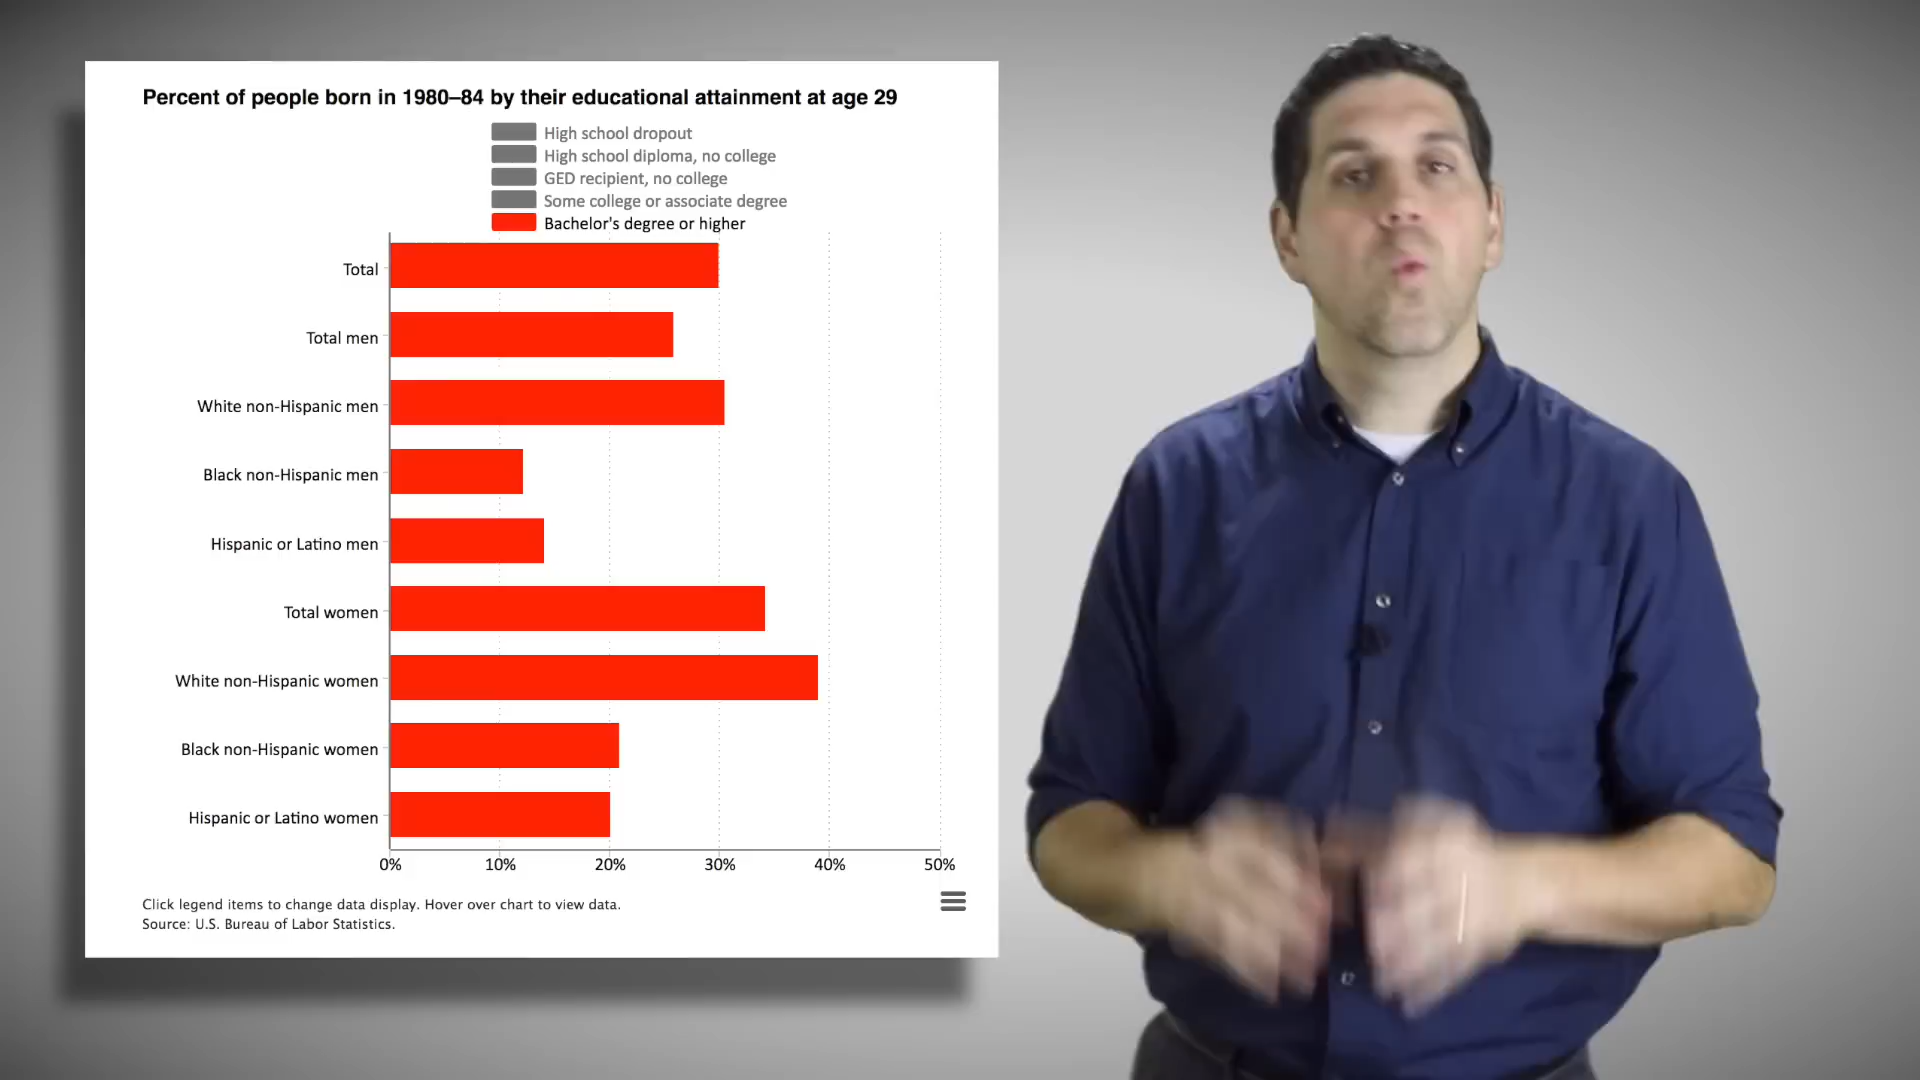 Percent of people born in 1980–84 by their educational attainment at age 29
High school dropout
High school diploma, no college
GED recipient, no college
Some college or associate degree
Bachelor's degree or higher
Total
Total men
White non-Hispanic men
Black non-Hispanic men
Hispanic or Latino men
Total women
White non-Hispanic women
Black non-Hispanic women
Hispanic or Latino women
0% 10% 20% 30% 40% 50%
Click legend items to change data display. Hover over chart to view data.
Source: U.S. Bureau of Labor Statistics.